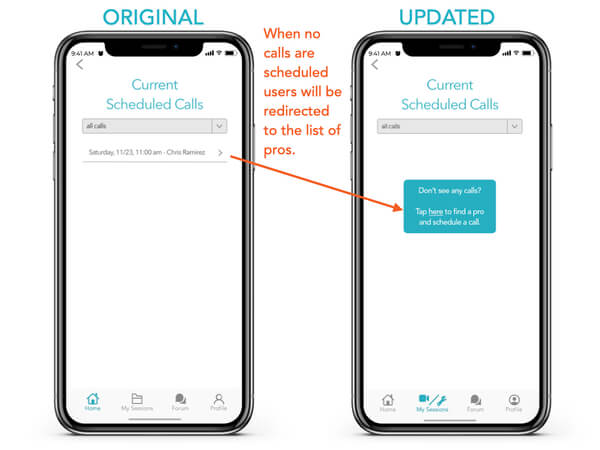 ORIGINAL
9:41 AM
Current
Scheduled Calls
all calls
Saturday, 11/23, 11:00 am - Chris Ramirez
Home
My Sessions
Forum
Profile
When no
calls are
scheduled
users will be
redirected
to the list of
pros.
UPDATED
9:41 AM
Current
Scheduled Calls
all calls
Don't see any calls?
Tap here to find a pro
and schedule a call.
Home
My Sessions
Forum
Profile